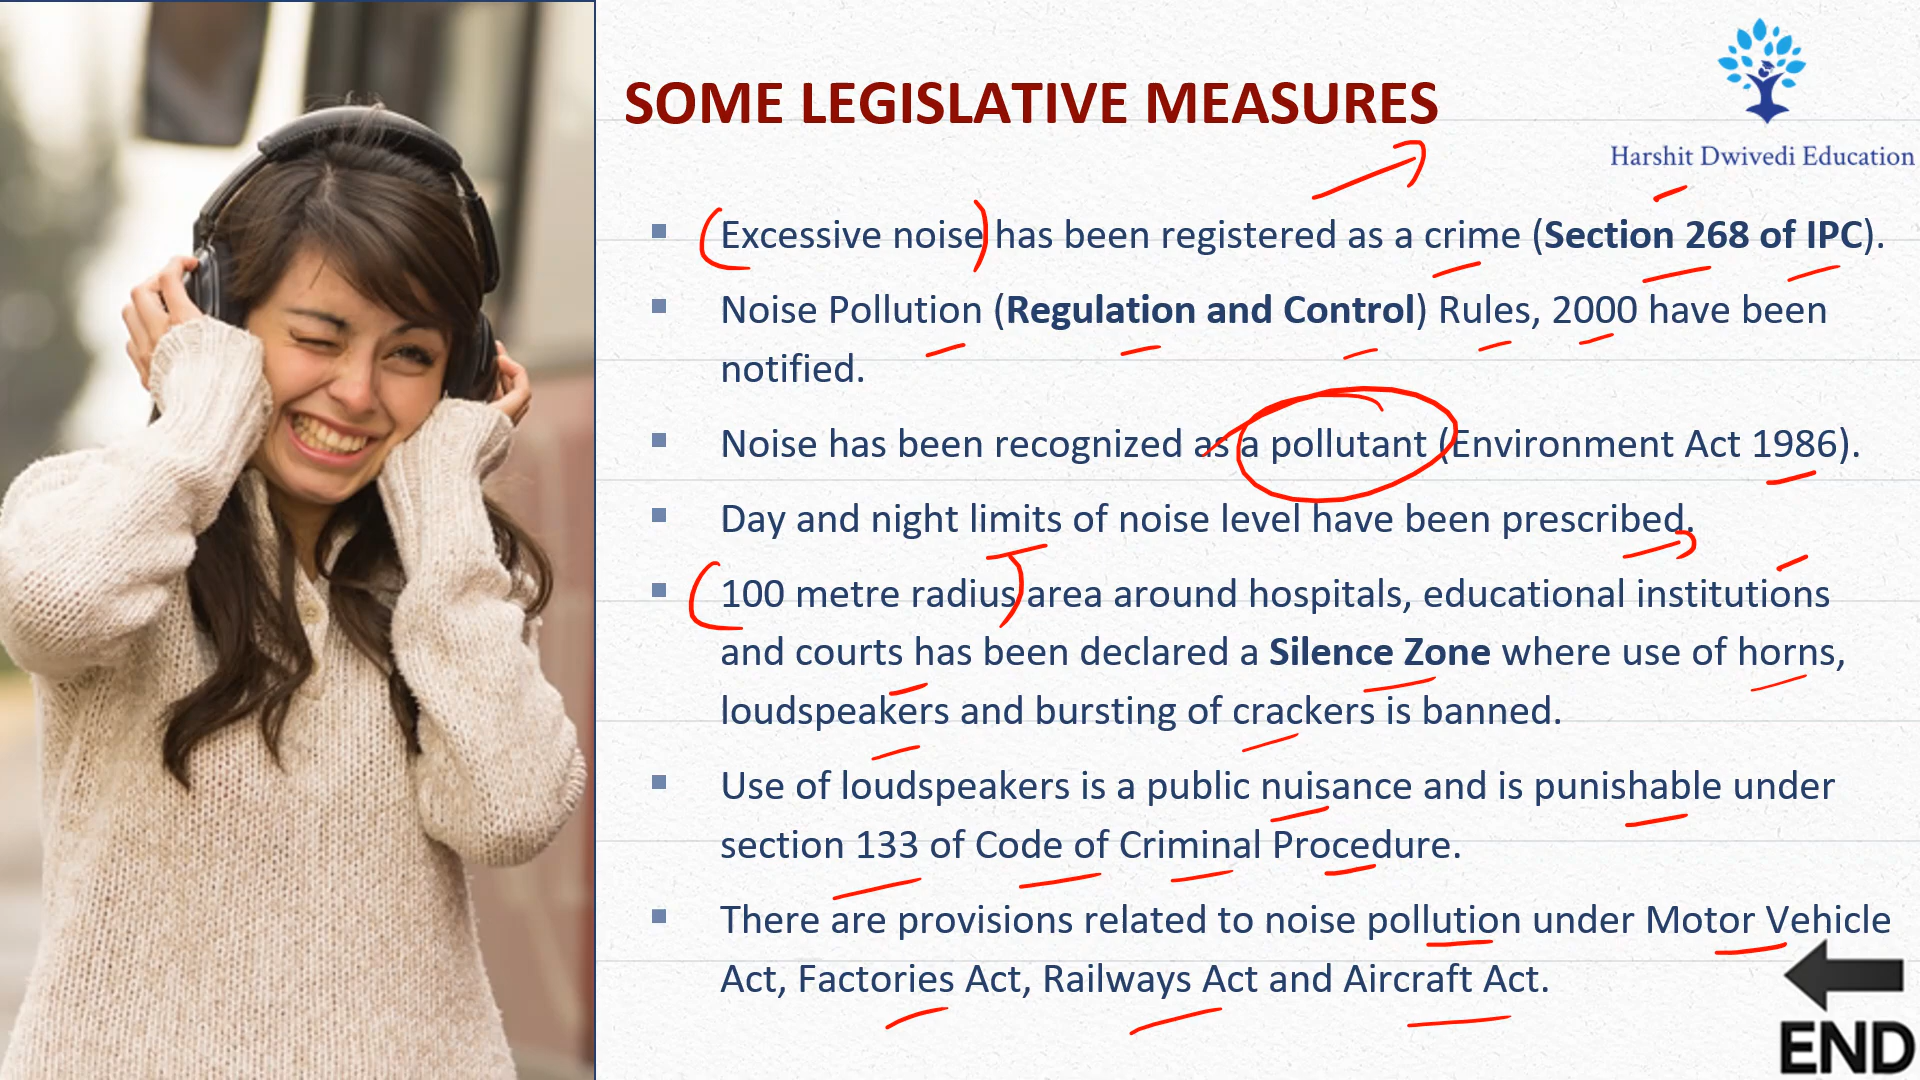 SOME LEGISLATIVE MEASURES
Harshit Dwivedi Education
Excessive noise has been registered as a crime (Section 268 of IPC).
Noise Pollution (Regulation and Control) Rules, 2000 have been
notified.
Noise has been recognized as a pollutant (Environment Act 1986).
Day and night limits of noise level have been prescribed.
100 metre radius area around hospitals, educational institutions
and courts has been declared a Silence Zone where use of horns,
loudspeakers and bursting of crackers is banned.
Use of loudspeakers is a public nuisance and is punishable under
section 133 of Code of Criminal Procedure.
There are provisions related to noise pollution under Motor Vehicle
Act, Factories Act, Railways Act and Aircraft Act.
END